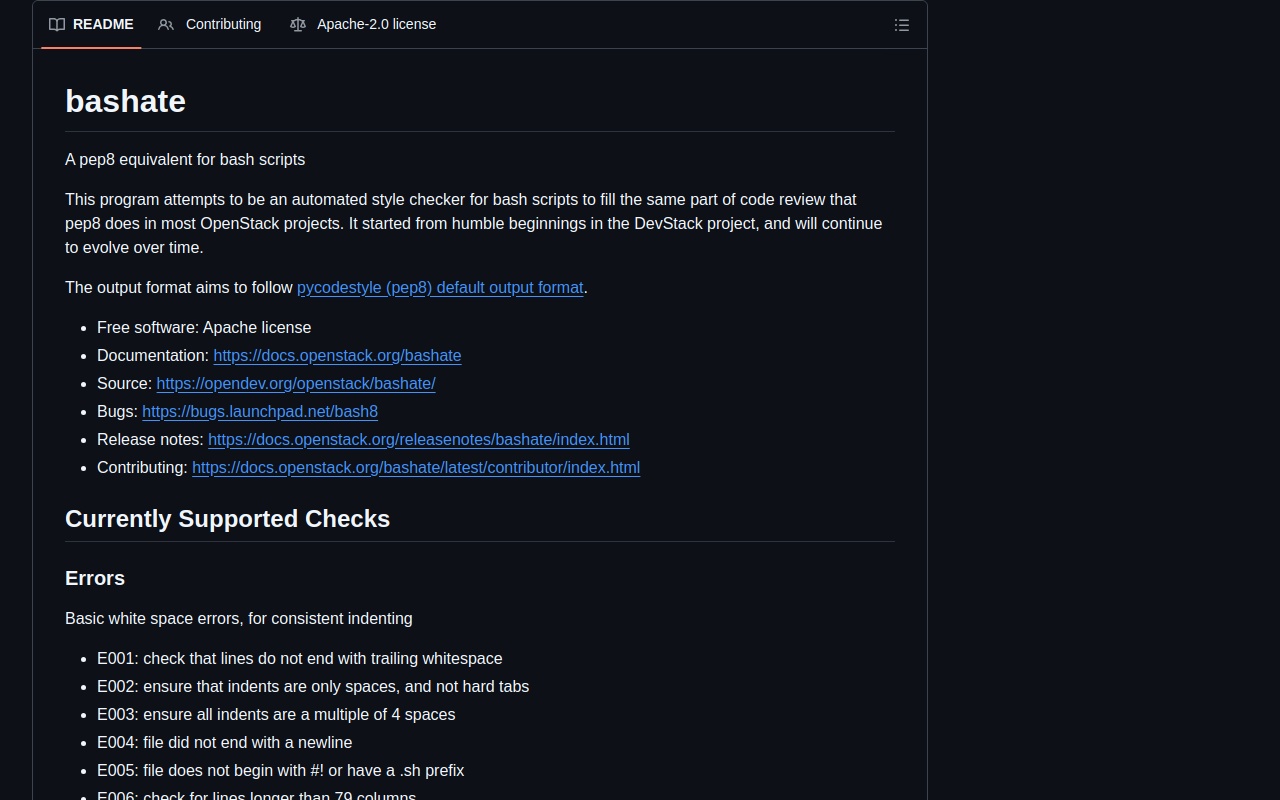 README Contributing Apache-2.0 license
bashate
A pep8 equivalent for bash scripts
This program attempts to be an automated style checker for bash scripts to fill the same part of code review that
pep8 does in most OpenStack projects. It started from humble beginnings in the DevStack project, and will continue
to evolve over time.
The output format aims to follow pycodestyle (pep8) default output format.
Free software: Apache license
Documentation: https://docs.openstack.org/bashate
Source: https://opendev.org/openstack/bashate/
Bugs: https://bugs.launchpad.net/bash8
Release notes: https://docs.openstack.org/releasenotes/bashate/index.html
Contributing: https://docs.openstack.org/bashate/latest/contributor/index.html
Currently Supported Checks
Errors
Basic white space errors, for consistent indenting
E001: check that lines do not end with trailing whitespace
E002: ensure that indents are only spaces, and not hard tabs
E003: ensure all indents are a multiple of 4 spaces
E004: file did not end with a newline
E005: file does not begin with #! or have a .sh prefix
E006: check for lines longer than 79 columns